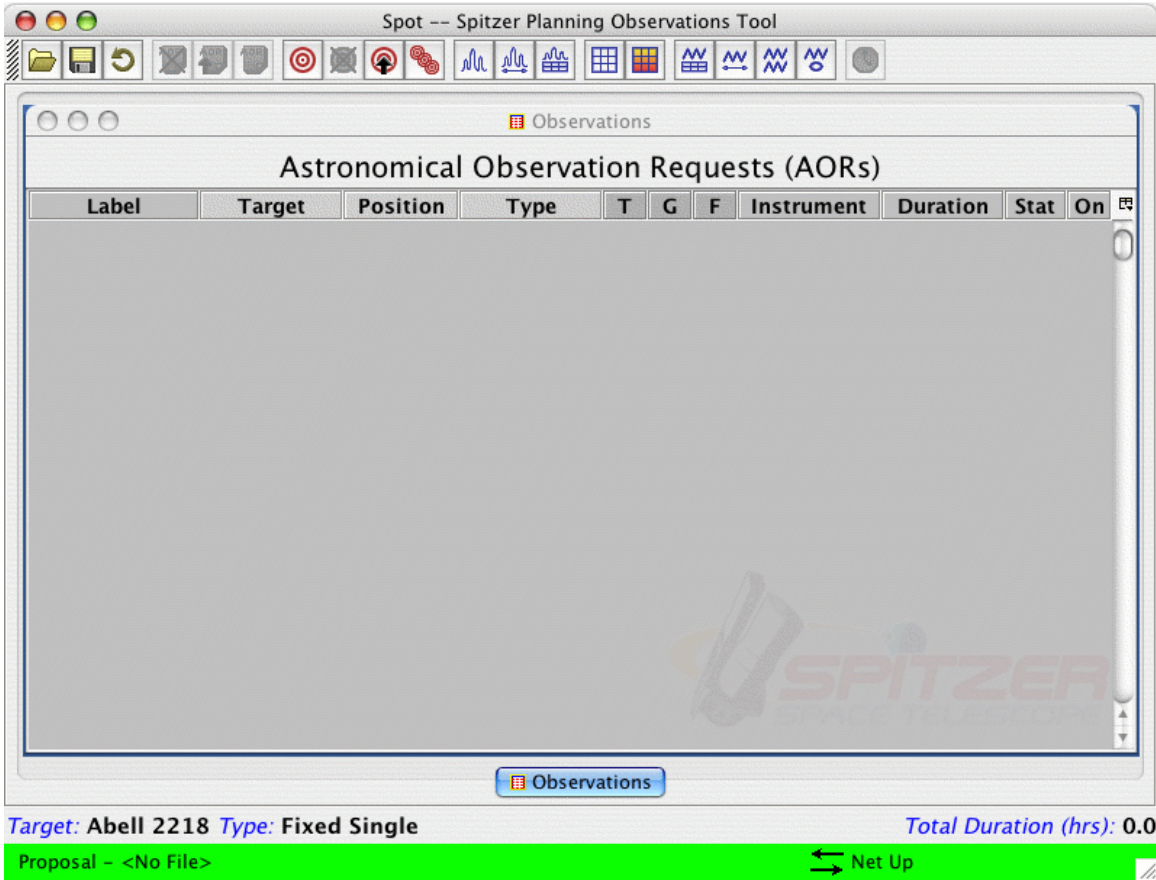 Spot -- Spitzer Planning Observations Tool
Observations
Astronomical Observation Requests (AORs)
Label Target Position Type T G F Instrument Duration Stat On
SPITZER
SPACE TELESCOPE
Observations
Target: Abell 2218 Type: Fixed Single Total Duration (hrs): 0.0
Proposal - <No File> Net Up